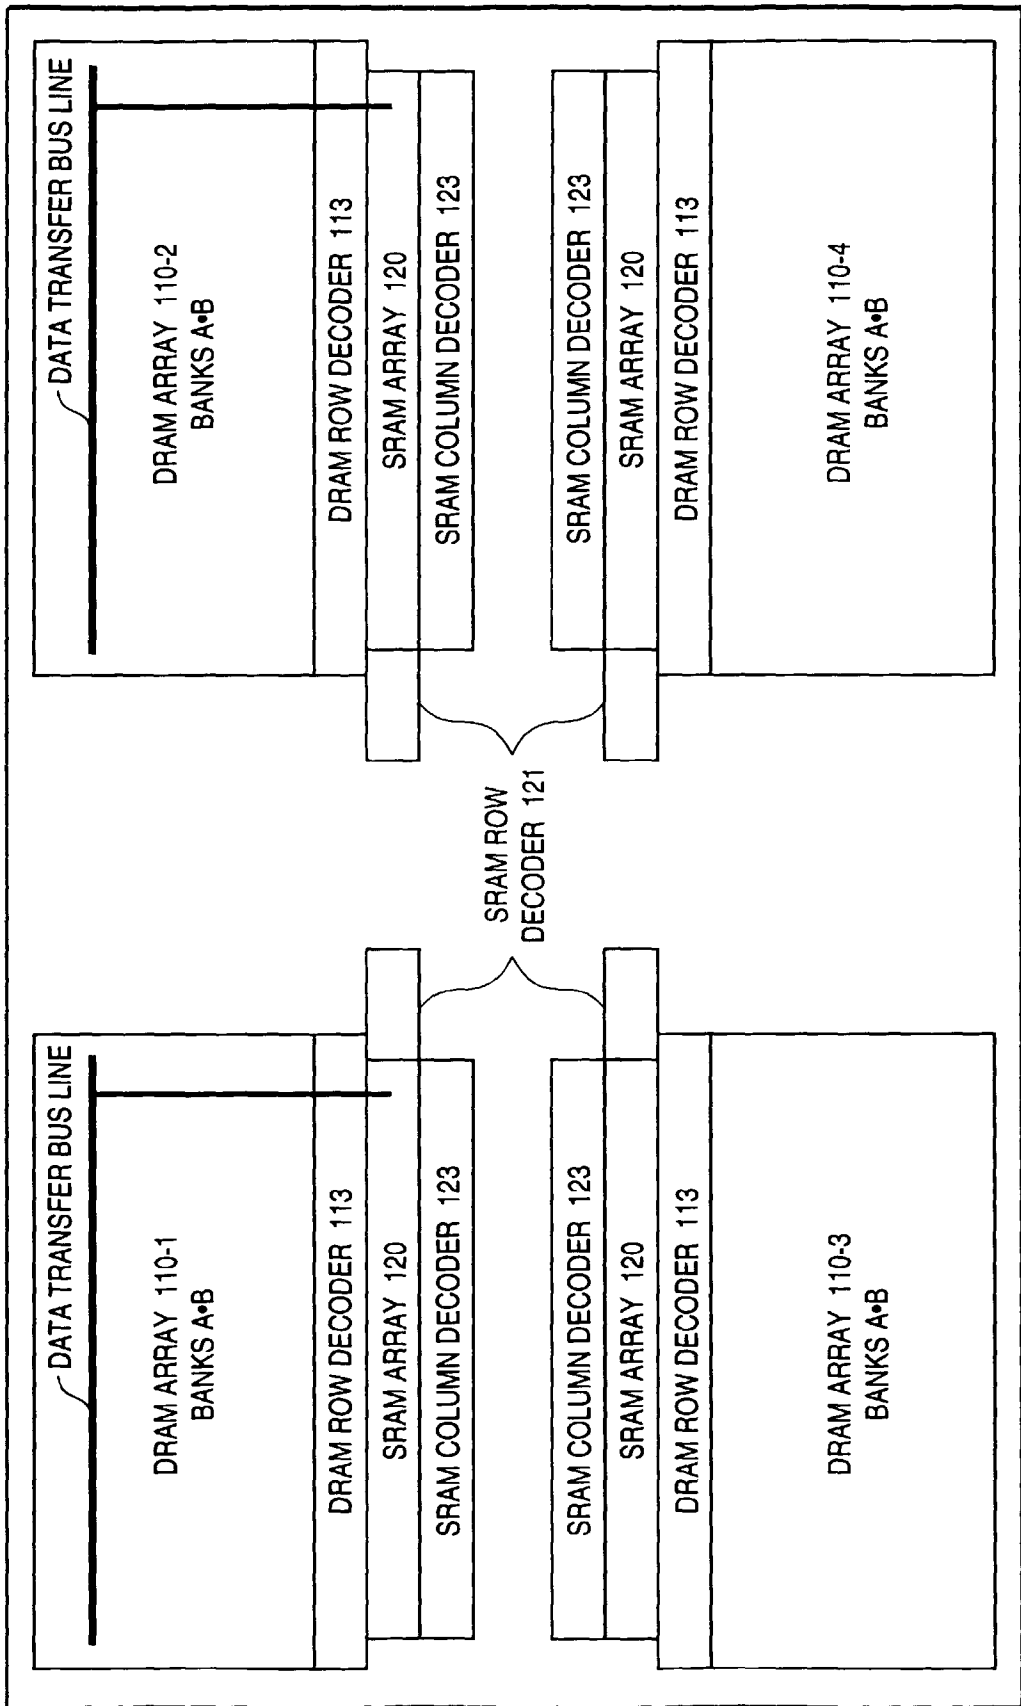 DATA TRANSFER BUS LINE
DRAM ARRAY 110-1
BANKS A•B
DRAM ROW DECODER 113
SRAM ARRAY 120
SRAM COLUMN DECODER 123
SRAM COLUMN DECODER 123
SRAM ARRAY 120
DRAM ROW DECODER 113
DRAM ARRAY 110-3
BANKS A•B
SRAM ROW
DECODER 121
DATA TRANSFER BUS LINE
DRAM ARRAY 110-2
BANKS A•B
DRAM ROW DECODER 113
SRAM ARRAY 120
SRAM COLUMN DECODER 123
SRAM COLUMN DECODER 123
SRAM ARRAY 120
DRAM ROW DECODER 113
DRAM ARRAY 110-4
BANKS A•B